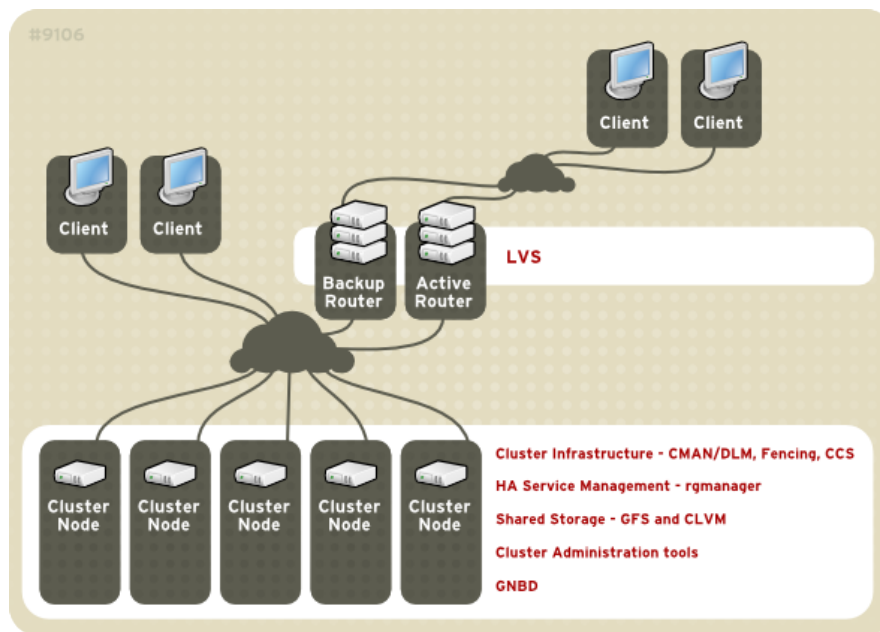 #9106
Client
Client
Client
Client
LVS
Backup
Router
Active
Router
Cluster
Node
Cluster
Node
Cluster
Node
Cluster
Node
Cluster
Node
Cluster Infrastructure - CMAN/DLM, Fencing, CCS
HA Service Management - rgmanager
Shared Storage - GFS and CLVM
Cluster Administration tools
GNBD